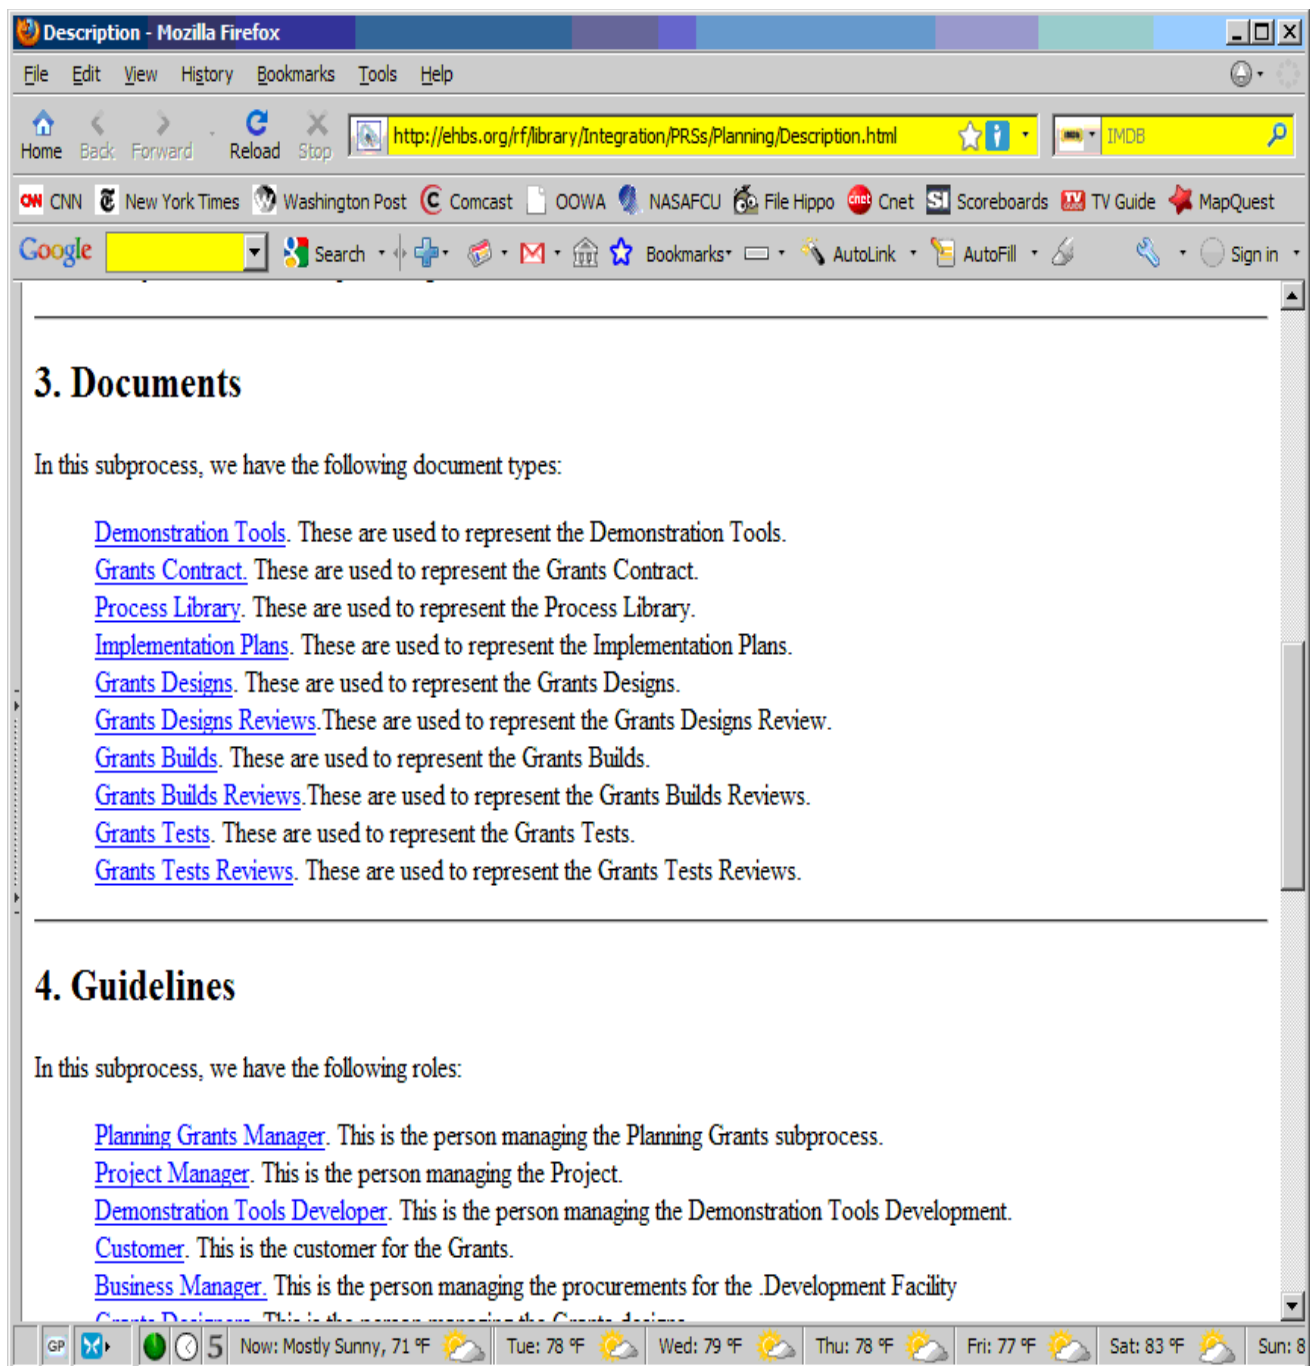 Description - Mozilla Firefox
File Edit View History Bookmarks Tools Help
Home Back Forward Reload Stop http://ehbs.org/rf/library/Integration/PRSs/Planning/Description.html IMDB
CNN CNN New York Times Washington Post Comcast OOWA NASAFCU File Hippo cnet Cnet SI Scoreboards TV Guide MapQuest
Google Search Bookmarks AutoLink AutoFill Sign in
3. Documents
In this subprocess, we have the following document types:
Demonstration Tools. These are used to represent the Demonstration Tools.
Grants Contract. These are used to represent the Grants Contract.
Process Library. These are used to represent the Process Library.
Implementation Plans. These are used to represent the Implementation Plans.
Grants Designs. These are used to represent the Grants Designs.
Grants Designs Reviews.These are used to represent the Grants Designs Review.
Grants Builds. These are used to represent the Grants Builds.
Grants Builds Reviews.These are used to represent the Grants Builds Reviews.
Grants Tests. These are used to represent the Grants Tests.
Grants Tests Reviews. These are used to represent the Grants Tests Reviews.
4. Guidelines
In this subprocess, we have the following roles:
Planning Grants Manager. This is the person managing the Planning Grants subprocess.
Project Manager. This is the person managing the Project.
Demonstration Tools Developer. This is the person managing the Demonstration Tools Development.
Customer. This is the customer for the Grants.
Business Manager. This is the person managing the procurements for the .Development Facility
Grants Designers. This is the person managing the Grants designs
GP 5 Now: Mostly Sunny, 71 °F Tue: 78 °F Wed: 79 °F Thu: 78 °F Fri: 77 °F Sat: 83 °F Sun: 8